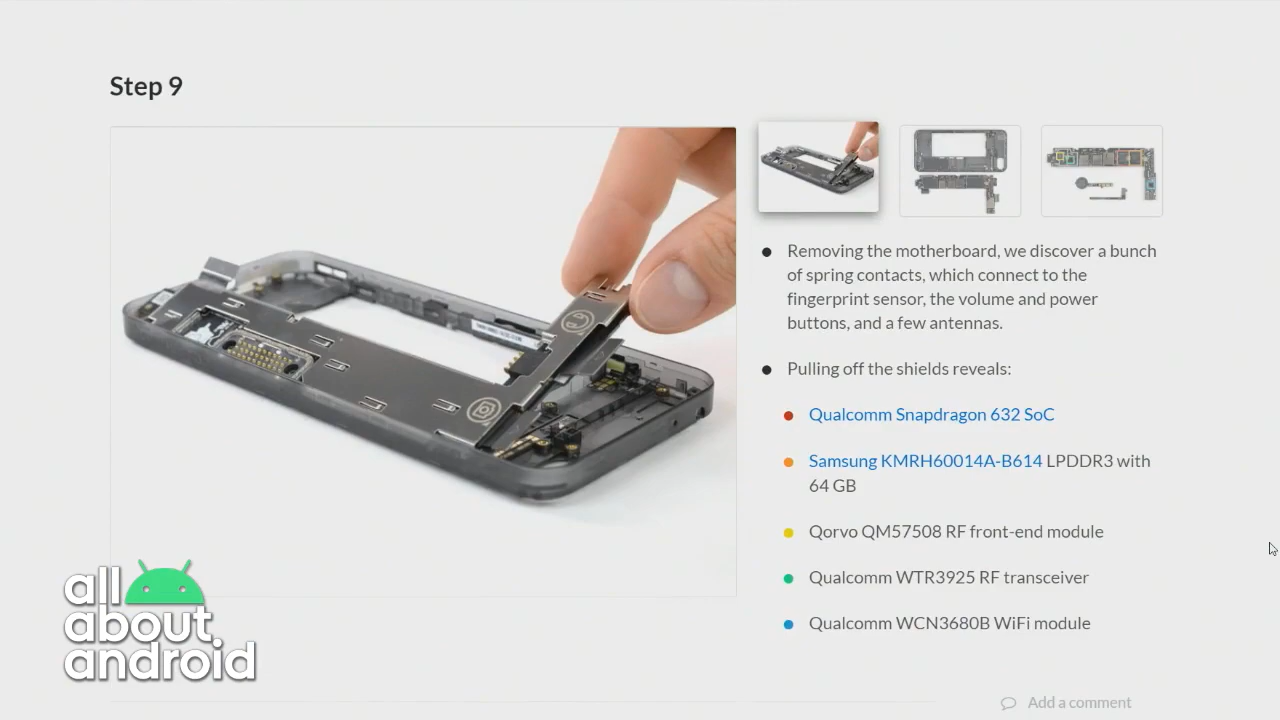 Step 9
Removing the motherboard, we discover a bunch
of spring contacts, which connect to the
fingerprint sensor, the volume and power
buttons, and a few antennas.
Pulling off the shields reveals:
Qualcomm Snapdragon 632 SoC
Samsung KMRH60014A-B614 LPDDR3 with
64 GB
Qorvo QM57508 RF front-end module
Qualcomm WTR3925 RF transceiver
Qualcomm WCN3680B WiFi module
all
about
android
Add a comment